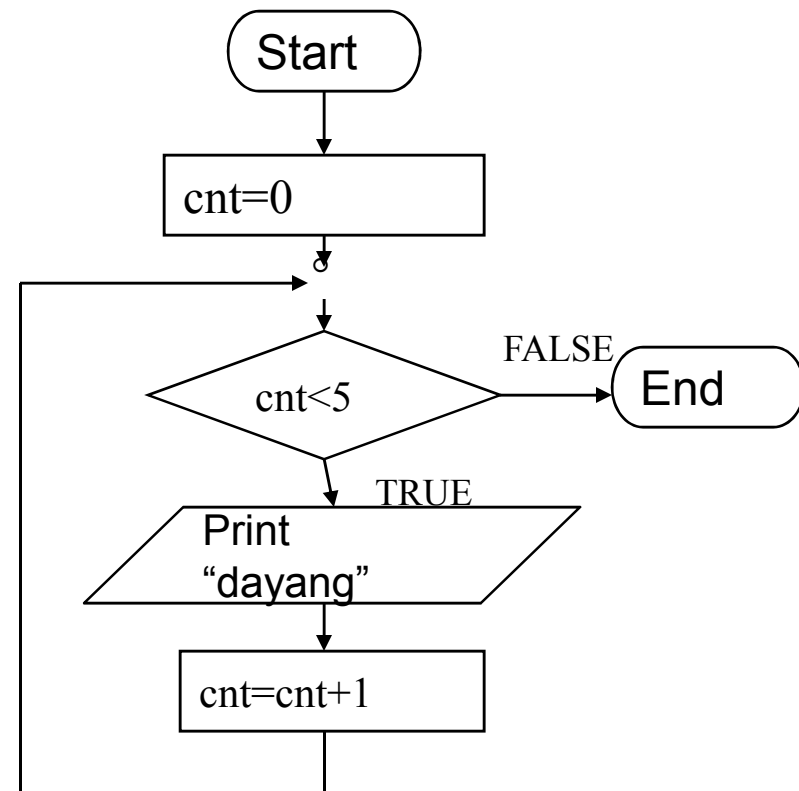 Start
cnt=0
cnt<5
FALSE
End
TRUE
Print
“dayang”
cnt=cnt+1